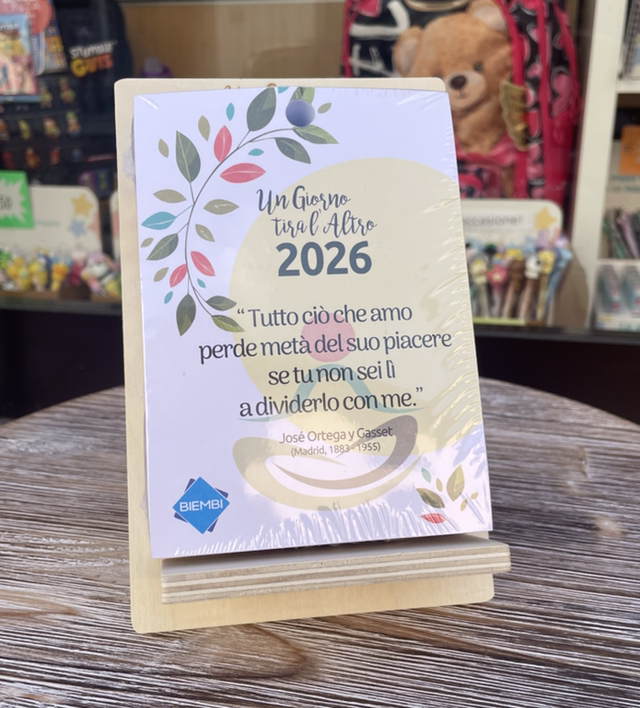 Un Giorno
tira l'Altro
2026
“ Tutto ciò che amo
perde metà del suo piacere
se tu non sei lì
a dividerlo con me.”
José Ortega y Gasset
(Madrid, 1883 - 1955)
BIEMBI